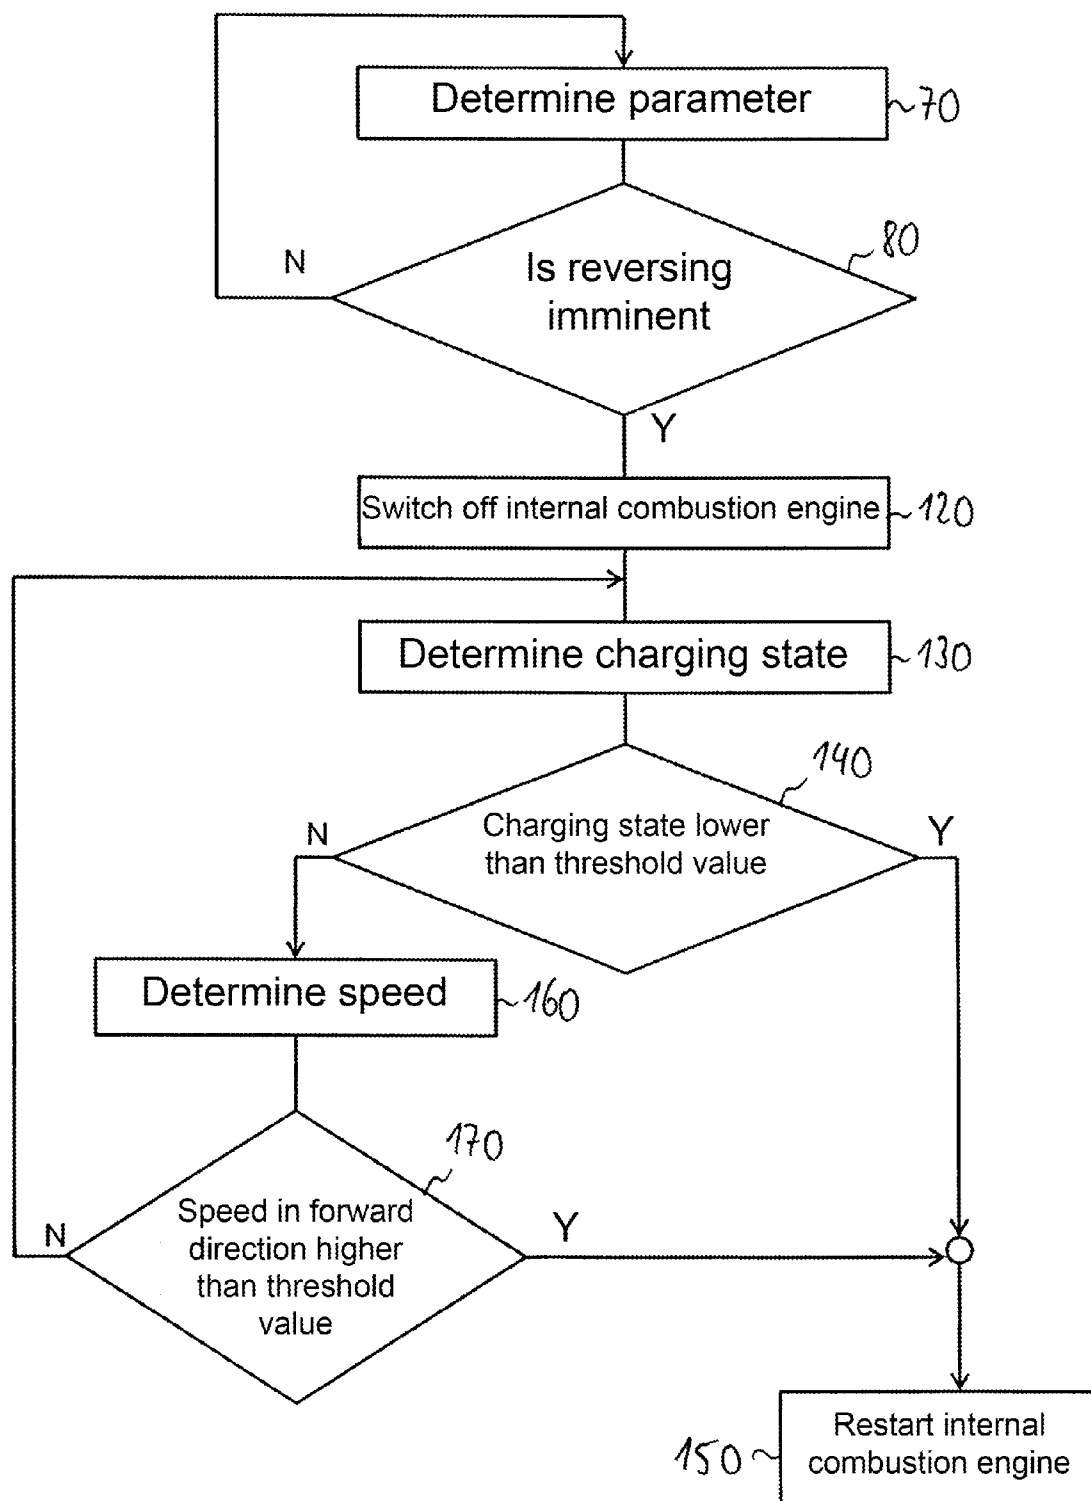 Determine parameter
70
80
N
Is reversing
imminent
Y
Switch off internal combustion engine
120
Determine charging state
130
140
N
Charging state lower
than threshold value
Y
Determine speed
160
170
N
Speed in forward
direction higher
than threshold
value
Y
Restart internal
combustion engine
150